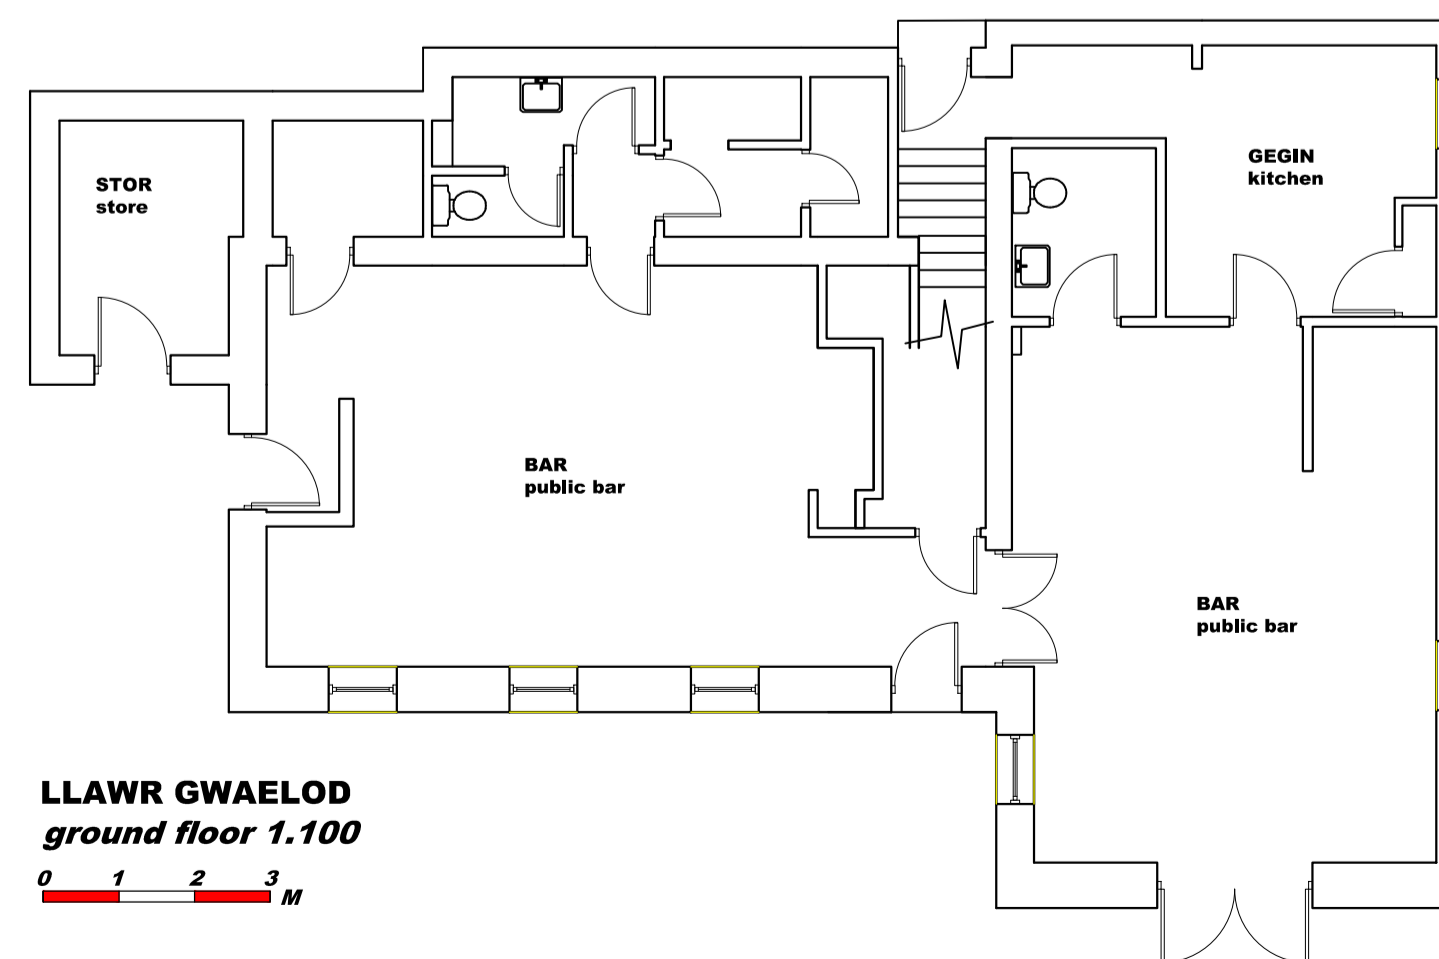 STOR
store
GEGIN
kitchen
BAR
public bar
BAR
public bar
LLAWR GWAELOD
ground floor 1.100
0 1 2 3
M